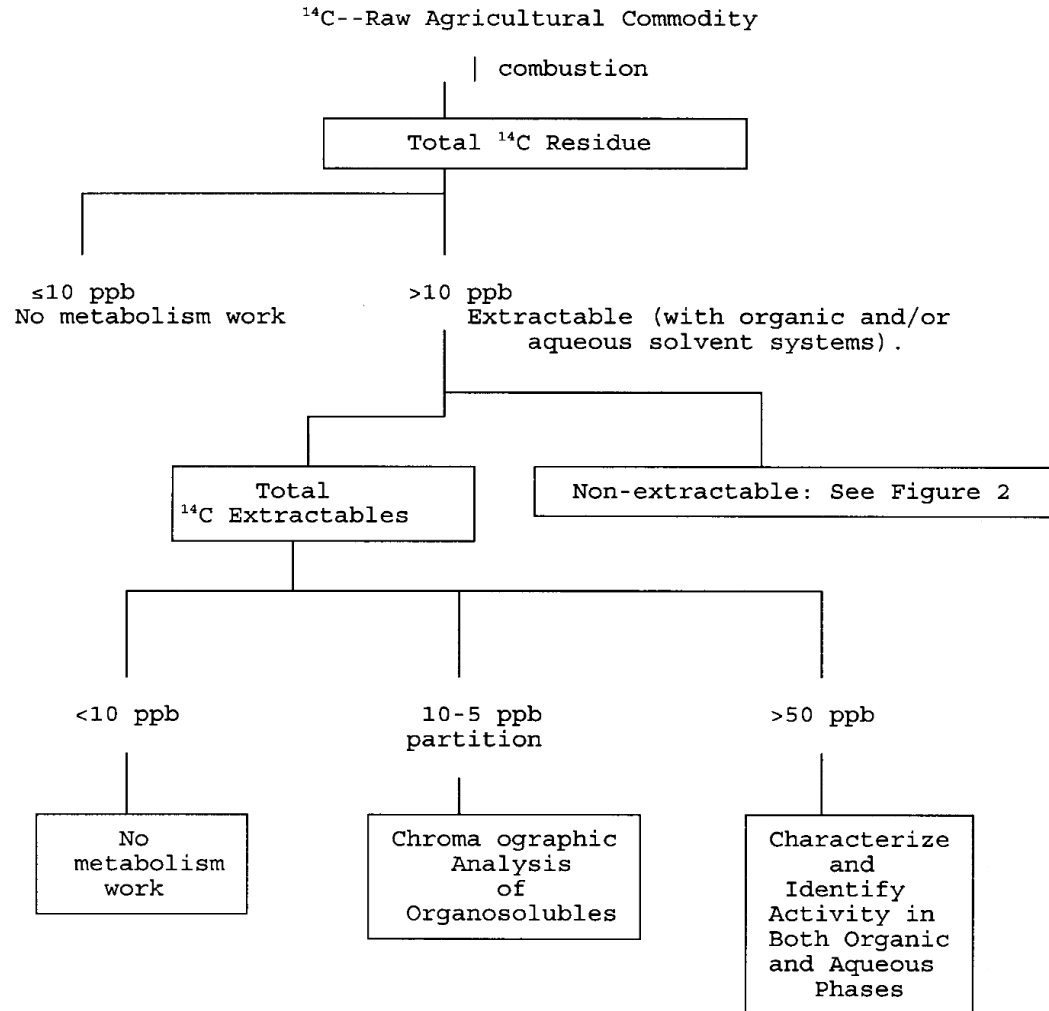 ¹⁴C--Raw Agricultural Commodity
| combustion
Total ¹⁴C Residue
≤10 ppb
No metabolism work
>10 ppb
Extractable (with organic and/or
aqueous solvent systems).
Total
¹⁴C Extractables
Non-extractable: See Figure 2
<10 ppb
10-5 ppb
partition
>50 ppb
No
metabolism
work
Chroma ographic
Analysis
of
Organosolubles
Characterize
and
Identify
Activity in
Both Organic
and Aqueous
Phases